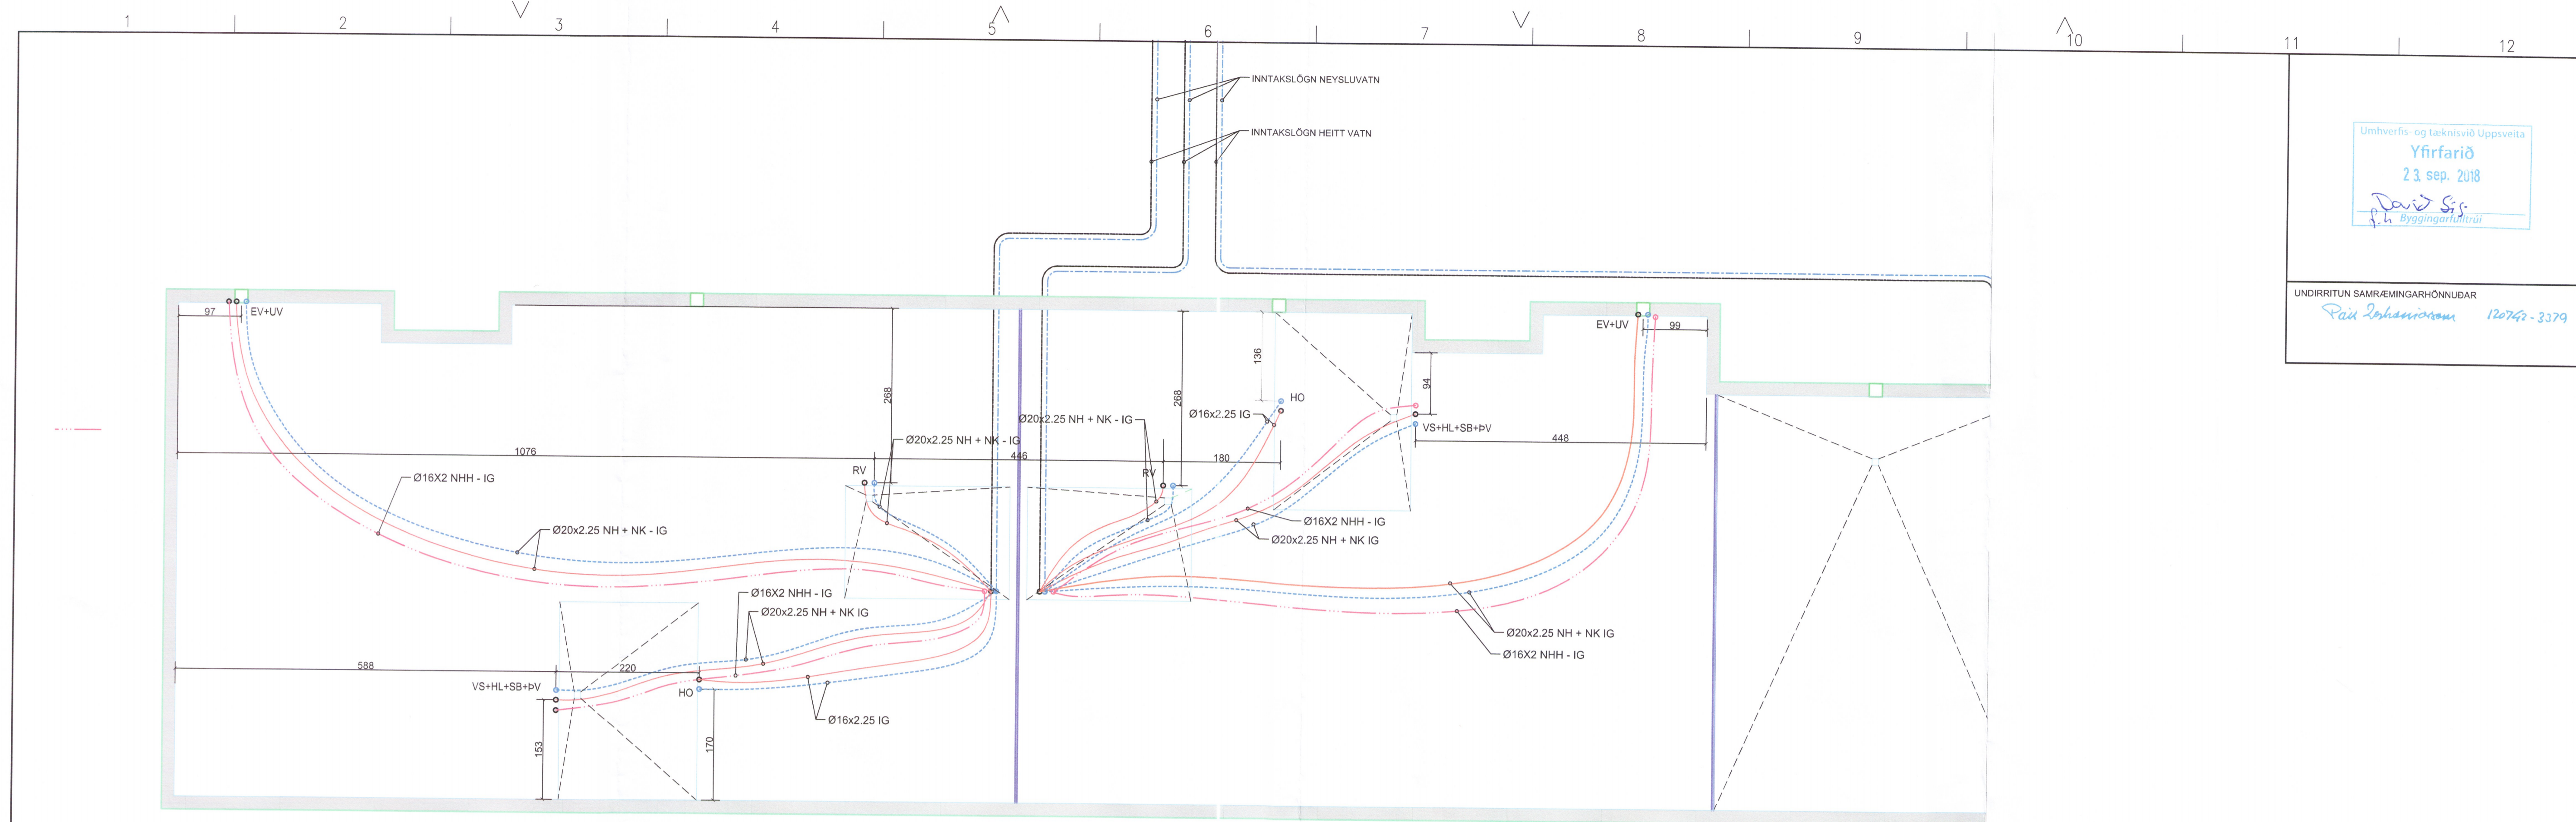 1 2 3 4 5 6 7 8 9 10 11 12
INNTAKSLÖGN NEYSLUVATN
INNTAKSLÖGN HEITT VATN
Umhverfis- og tæknisvið Uppsveita
Yfirfarið
23. sep. 2018
Davíð Sig.
f.h Byggingarfulltrúi
UNDIRRITUN SAMRÆMINGARHÖNNUÐAR
Páll
97
EV+UV
EV+UV
99
136
268
268
94
HO
Ø16x2.25 IG
Ø20x2.25 NH + NK - IG
VS+HL+SB+ÞV
448
Ø20x2.25 NH + NK - IG
1076
446
180
RV
RV
Ø16X2 NHH - IG
Ø16X2 NHH - IG
Ø20x2.25 NH + NK IG
Ø20x2.25 NH + NK - IG
Ø16X2 NHH - IG
Ø20x2.25 NH + NK IG
Ø20x2.25 NH + NK IG
Ø16X2 NHH - IG
588
220
VS+HL+SB+ÞV
HO
Ø16x2.25 IG
153
170